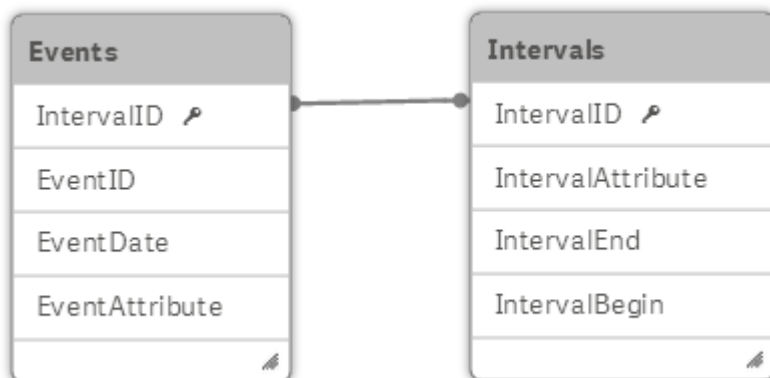 Events
IntervalID
EventID
EventDate
EventAttribute
Intervals
IntervalID
IntervalAttribute
IntervalEnd
IntervalBegin